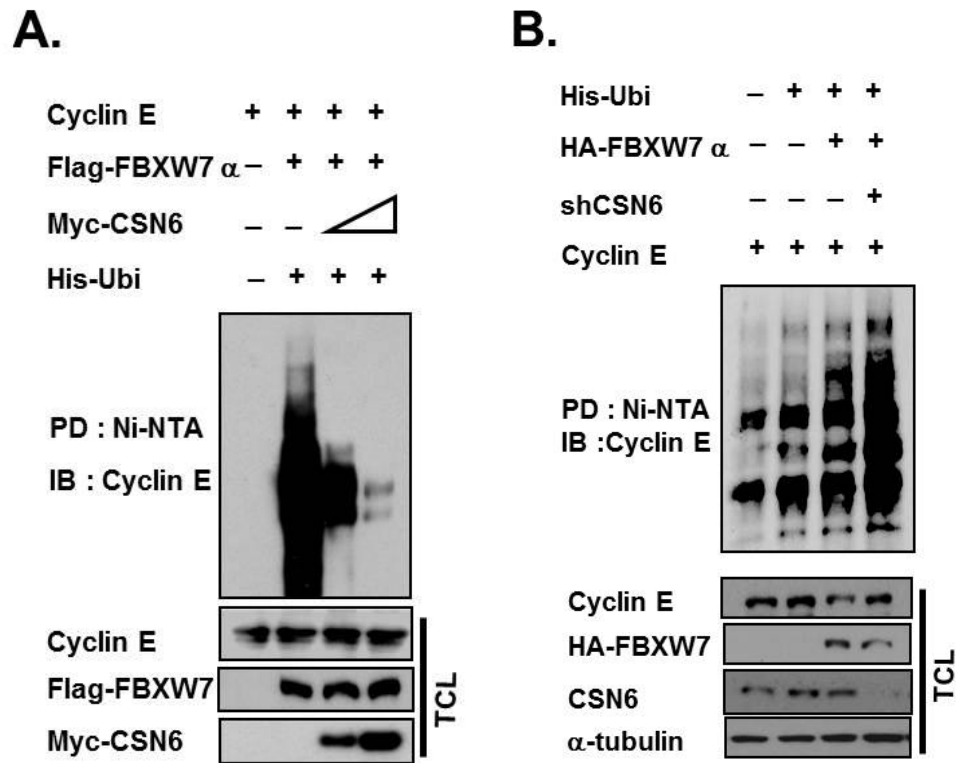 A.
Cyclin E + + + +
Flag-FBXW7 α – + + +
Myc-CSN6 – –
His-Ubi – + + +
PD : Ni-NTA
IB : Cyclin E
Cyclin E
Flag-FBXW7
Myc-CSN6
TCL
B.
His-Ubi – + + +
HA-FBXW7 α – – + +
shCSN6 – – – +
Cyclin E + + + +
PD : Ni-NTA
IB :Cyclin E
Cyclin E
HA-FBXW7
CSN6
α-tubulin
TCL